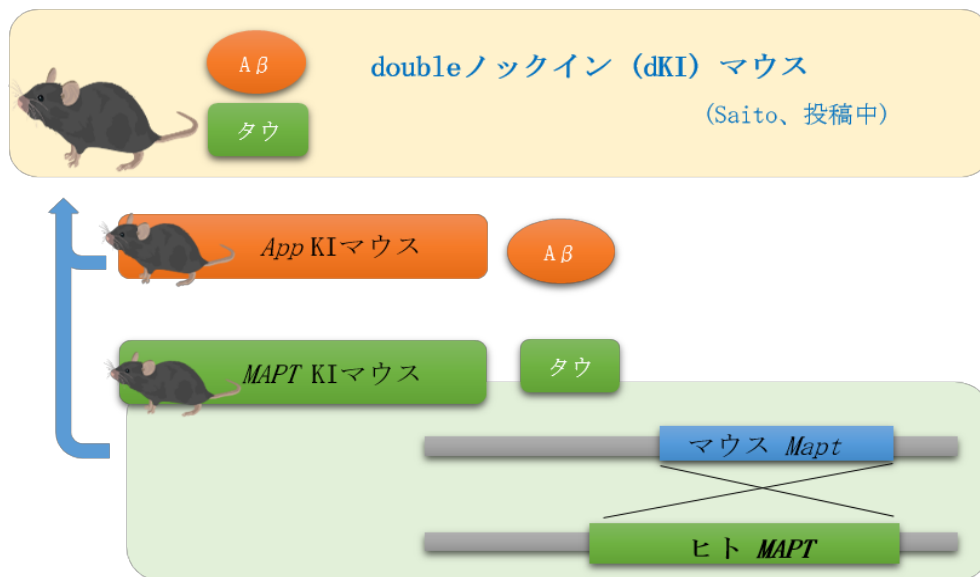 Aβ
doubleノックイン (dKI) マウス
(Saito、投稿中)
タウ
App KIマウス
Aβ
MAPT KIマウス
タウ
マウス Mapt
ヒト MAPT